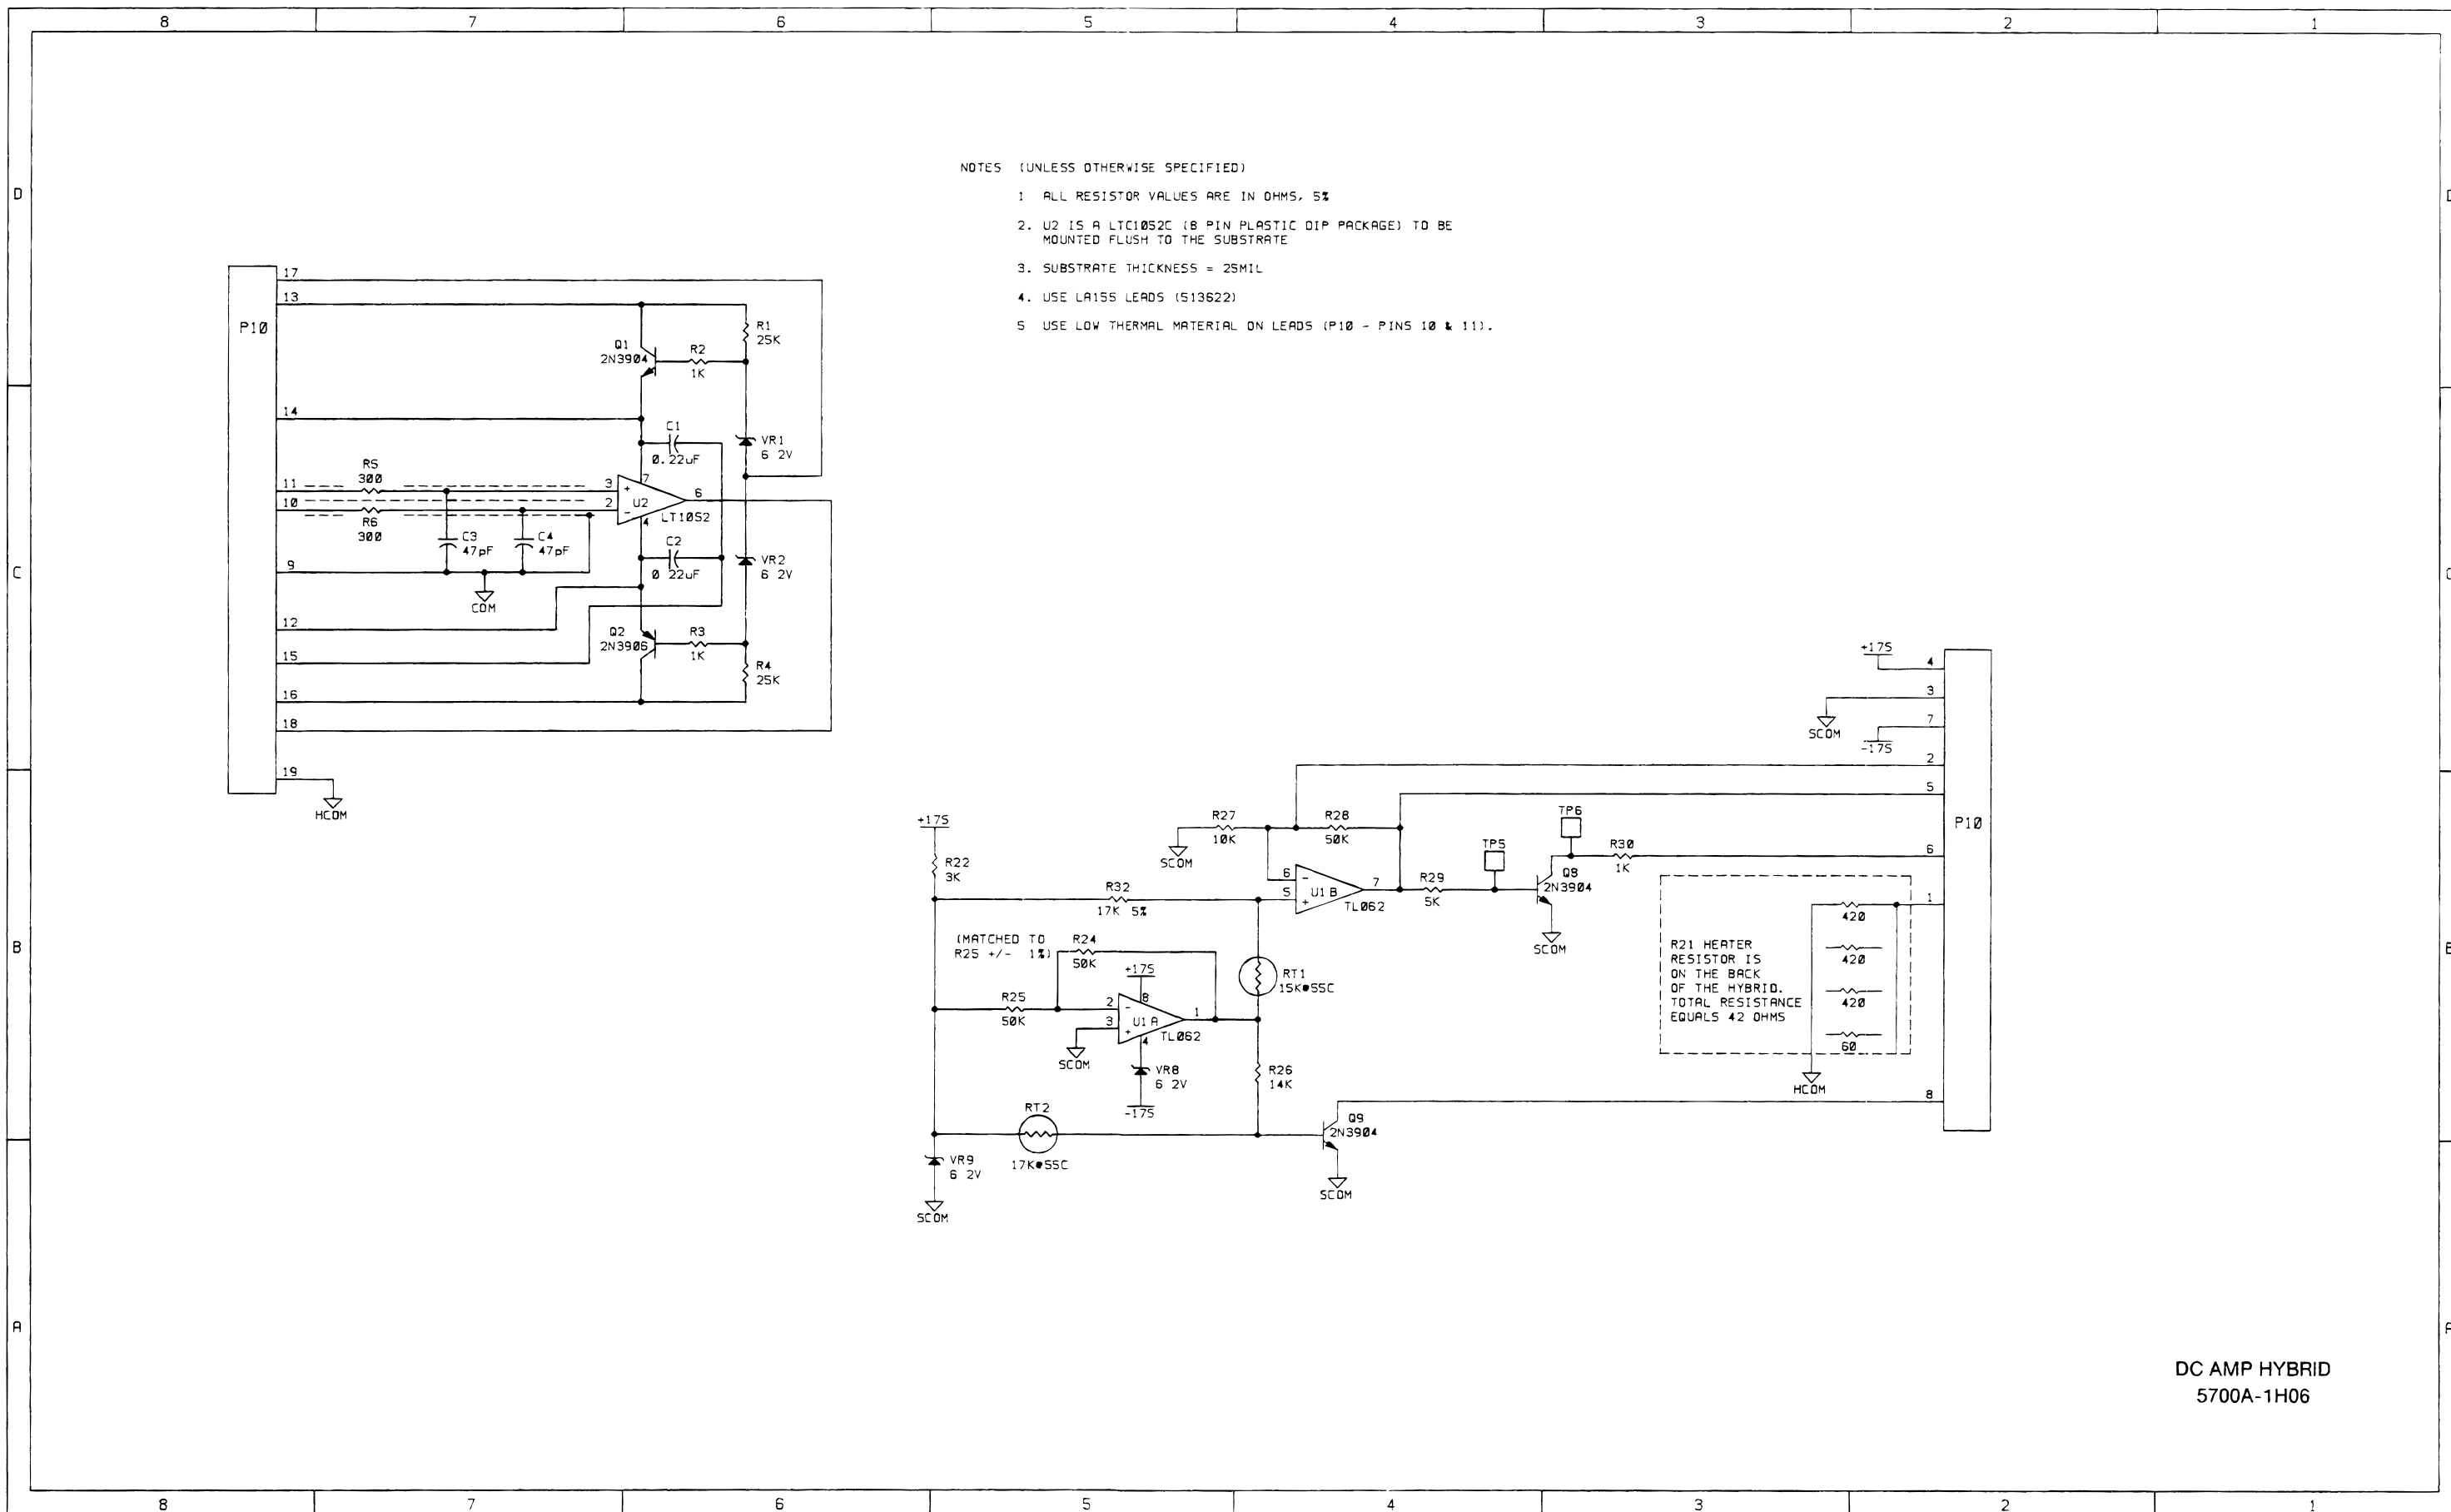 8 7 6 5 4 3 2 1
D
C
B
A
NOTES (UNLESS OTHERWISE SPECIFIED)
1 ALL RESISTOR VALUES ARE IN OHMS, 5%
2. U2 IS A LTC1052C (8 PIN PLASTIC DIP PACKAGE) TO BE
MOUNTED FLUSH TO THE SUBSTRATE
3. SUBSTRATE THICKNESS = 25MIL
4. USE LA155 LEADS (513622)
5 USE LOW THERMAL MATERIAL ON LEADS (P10 - PINS 10 & 11).
P10
17
13
14
11
10
9
12
15
16
18
19
HCOM
R1
25K
Q1
2N3904
R2
1K
C1
0.22uF
VR1
6 2V
R5
300
R6
300
3
+
2
-
7
U2
6
4
LT1052
C3
47pF
C4
47pF
COM
C2
0 22uF
VR2
6 2V
Q2
2N3906
R3
1K
R4
25K
+17S
R22
3K
R32
17K 5%
(MATCHED TO
R25 +/- 1%)
R24
50K
R25
50K
+17S
8
2
-
3
+
U1A
1
4
TL062
SCOM
VR8
6 2V
-17S
RT2
17K@55C
VR9
6 2V
SCOM
R27
10K
SCOM
R28
50K
6
-
5
+
U1B
7
TL062
RT1
15K@55C
R26
14K
R29
5K
TP5
TP6
Q8
2N3904
SCOM
R30
1K
Q9
2N3904
SCOM
R21 HEATER
RESISTOR IS
ON THE BACK
OF THE HYBRID.
TOTAL RESISTANCE
EQUALS 42 OHMS
420
420
420
60
HCOM
+17S
SCOM
-17S
4
3
7
2
5
6
1
8
P10
D
C
B
A
DC AMP HYBRID
5700A-1H06
8 7 6 5 4 3 2 1